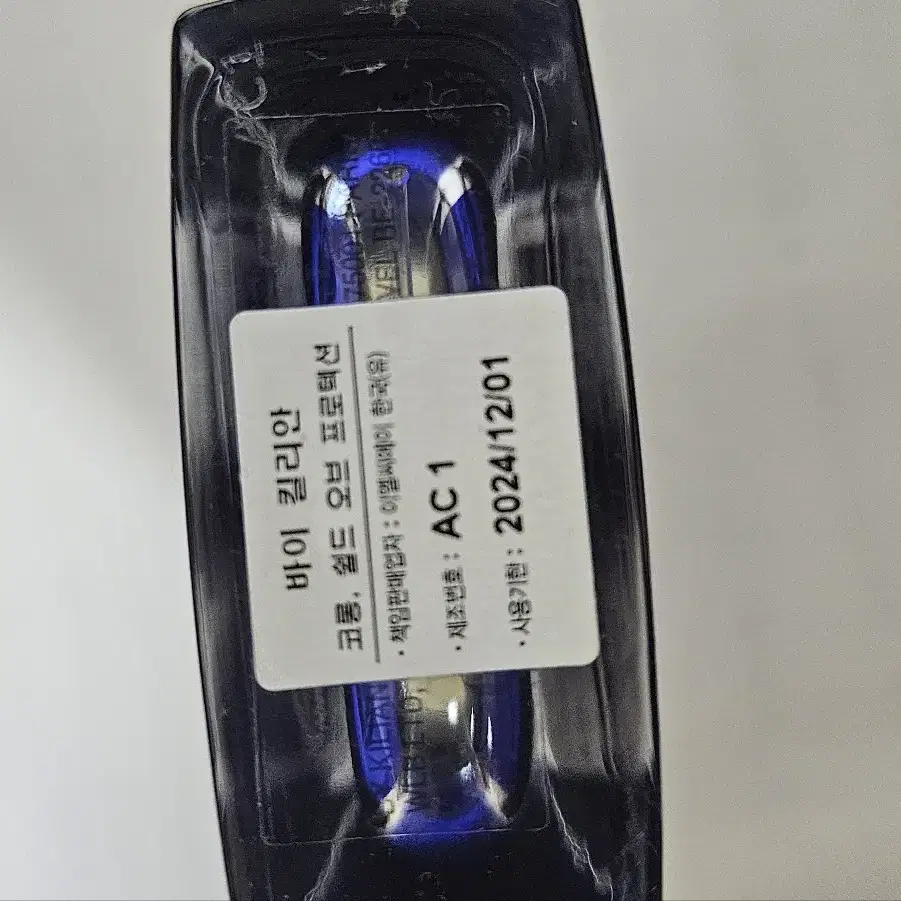 바이 킬리안
코롱, 쉴드 오브 프로텍션
· 책임판매업자 : 이엘씨에이 한국(유)
· 제조번호 : AC 1
· 사용기한 : 2024/12/01
KILIAN